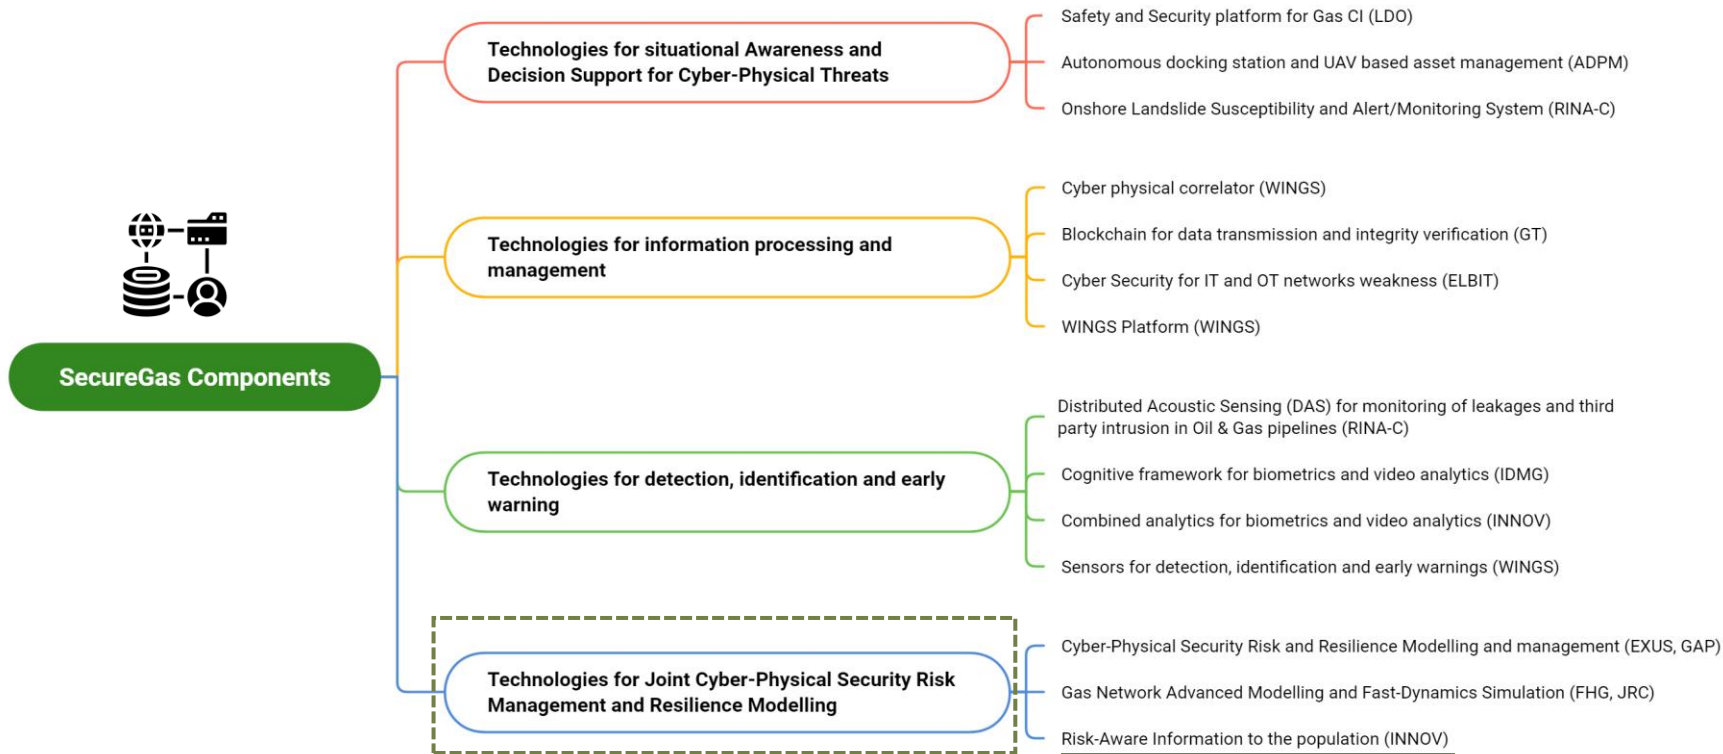 SecureGas Components
Technologies for situational Awareness and
Decision Support for Cyber-Physical Threats
Safety and Security platform for Gas CI (LDO)
Autonomous docking station and UAV based asset management (ADPM)
Onshore Landslide Susceptibility and Alert/Monitoring System (RINA-C)
Technologies for information processing and
management
Cyber physical correlator (WINGS)
Blockchain for data transmission and integrity verification (GT)
Cyber Security for IT and OT networks weakness (ELBIT)
WINGS Platform (WINGS)
Technologies for detection, identification and early
warning
Distributed Acoustic Sensing (DAS) for monitoring of leakages and third
party intrusion in Oil & Gas pipelines (RINA-C)
Cognitive framework for biometrics and video analytics (IDMG)
Combined analytics for biometrics and video analytics (INNOV)
Sensors for detection, identification and early warnings (WINGS)
Technologies for Joint Cyber-Physical Security Risk
Management and Resilience Modelling
Cyber-Physical Security Risk and Resilience Modelling and management (EXUS, GAP)
Gas Network Advanced Modelling and Fast-Dynamics Simulation (FHG, JRC)
Risk-Aware Information to the population (INNOV)